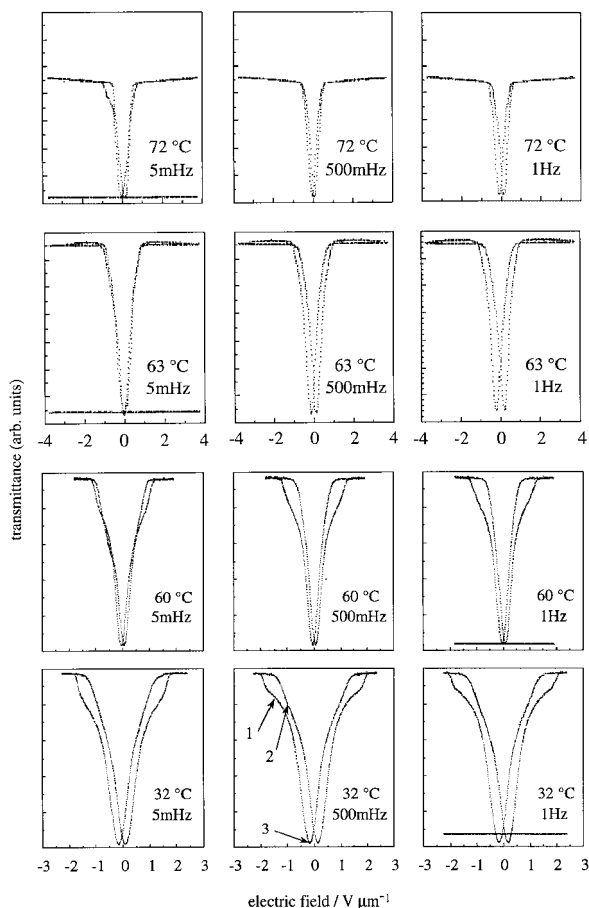 72 °C
5mHz
72 °C
500mHz
72 °C
1Hz
63 °C
5mHz
63 °C
500mHz
63 °C
1Hz
−4 −2 0 2 4
−4 −2 0 2 4
−4 −2 0 2 4
transmittance (arb. units)
60 °C
5mHz
60 °C
500mHz
60 °C
1Hz
32 °C
5mHz
1
2
3
32 °C
500mHz
32 °C
1Hz
−3 −2 −1 0 1 2 3
−3 −2 −1 0 1 2 3
−3 −2 −1 0 1 2 3
electric field / V μm⁻¹